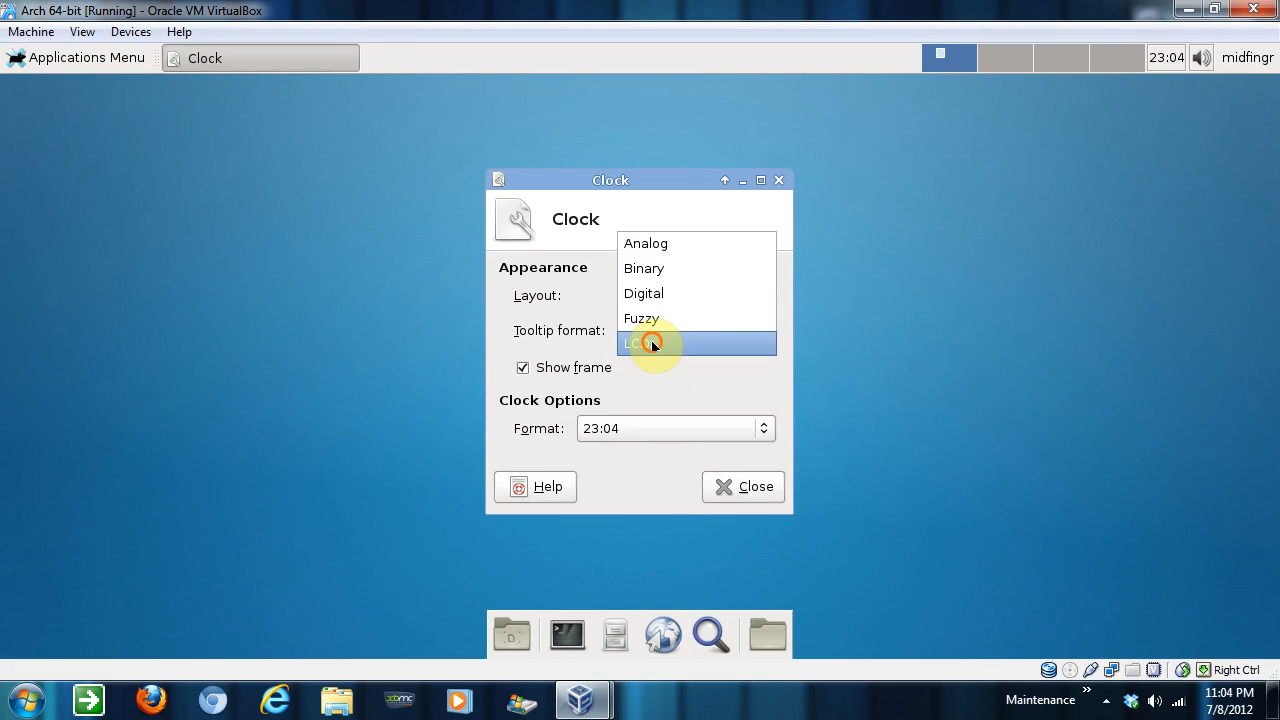 Arch 64-bit [Running] - Oracle VM VirtualBox
Machine View Devices Help
Applications Menu Clock 23:04 midfingr
Clock
Clock
Analog
Appearance
Binary
Layout:
Digital
Fuzzy
Tooltip format:
LCD
Show frame
Clock Options
Format: 23:04
Help Close
D
Right Ctrl
xbmc
Maintenance »
11:04 PM
7/8/2012